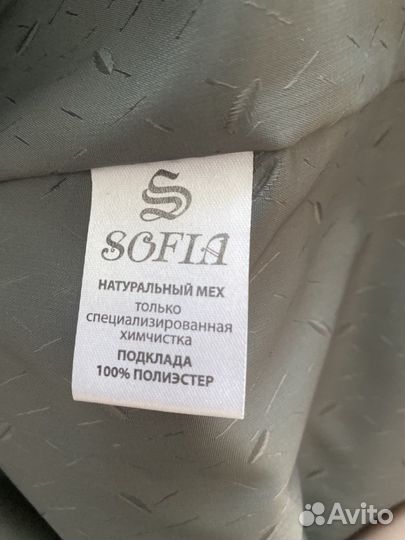 S
SOFIA
НАТУРАЛЬНЫЙ МЕХ
только
специализированная
химчистка
ПОДКЛАДА
100% ПОЛИЭСТЕР
Avito